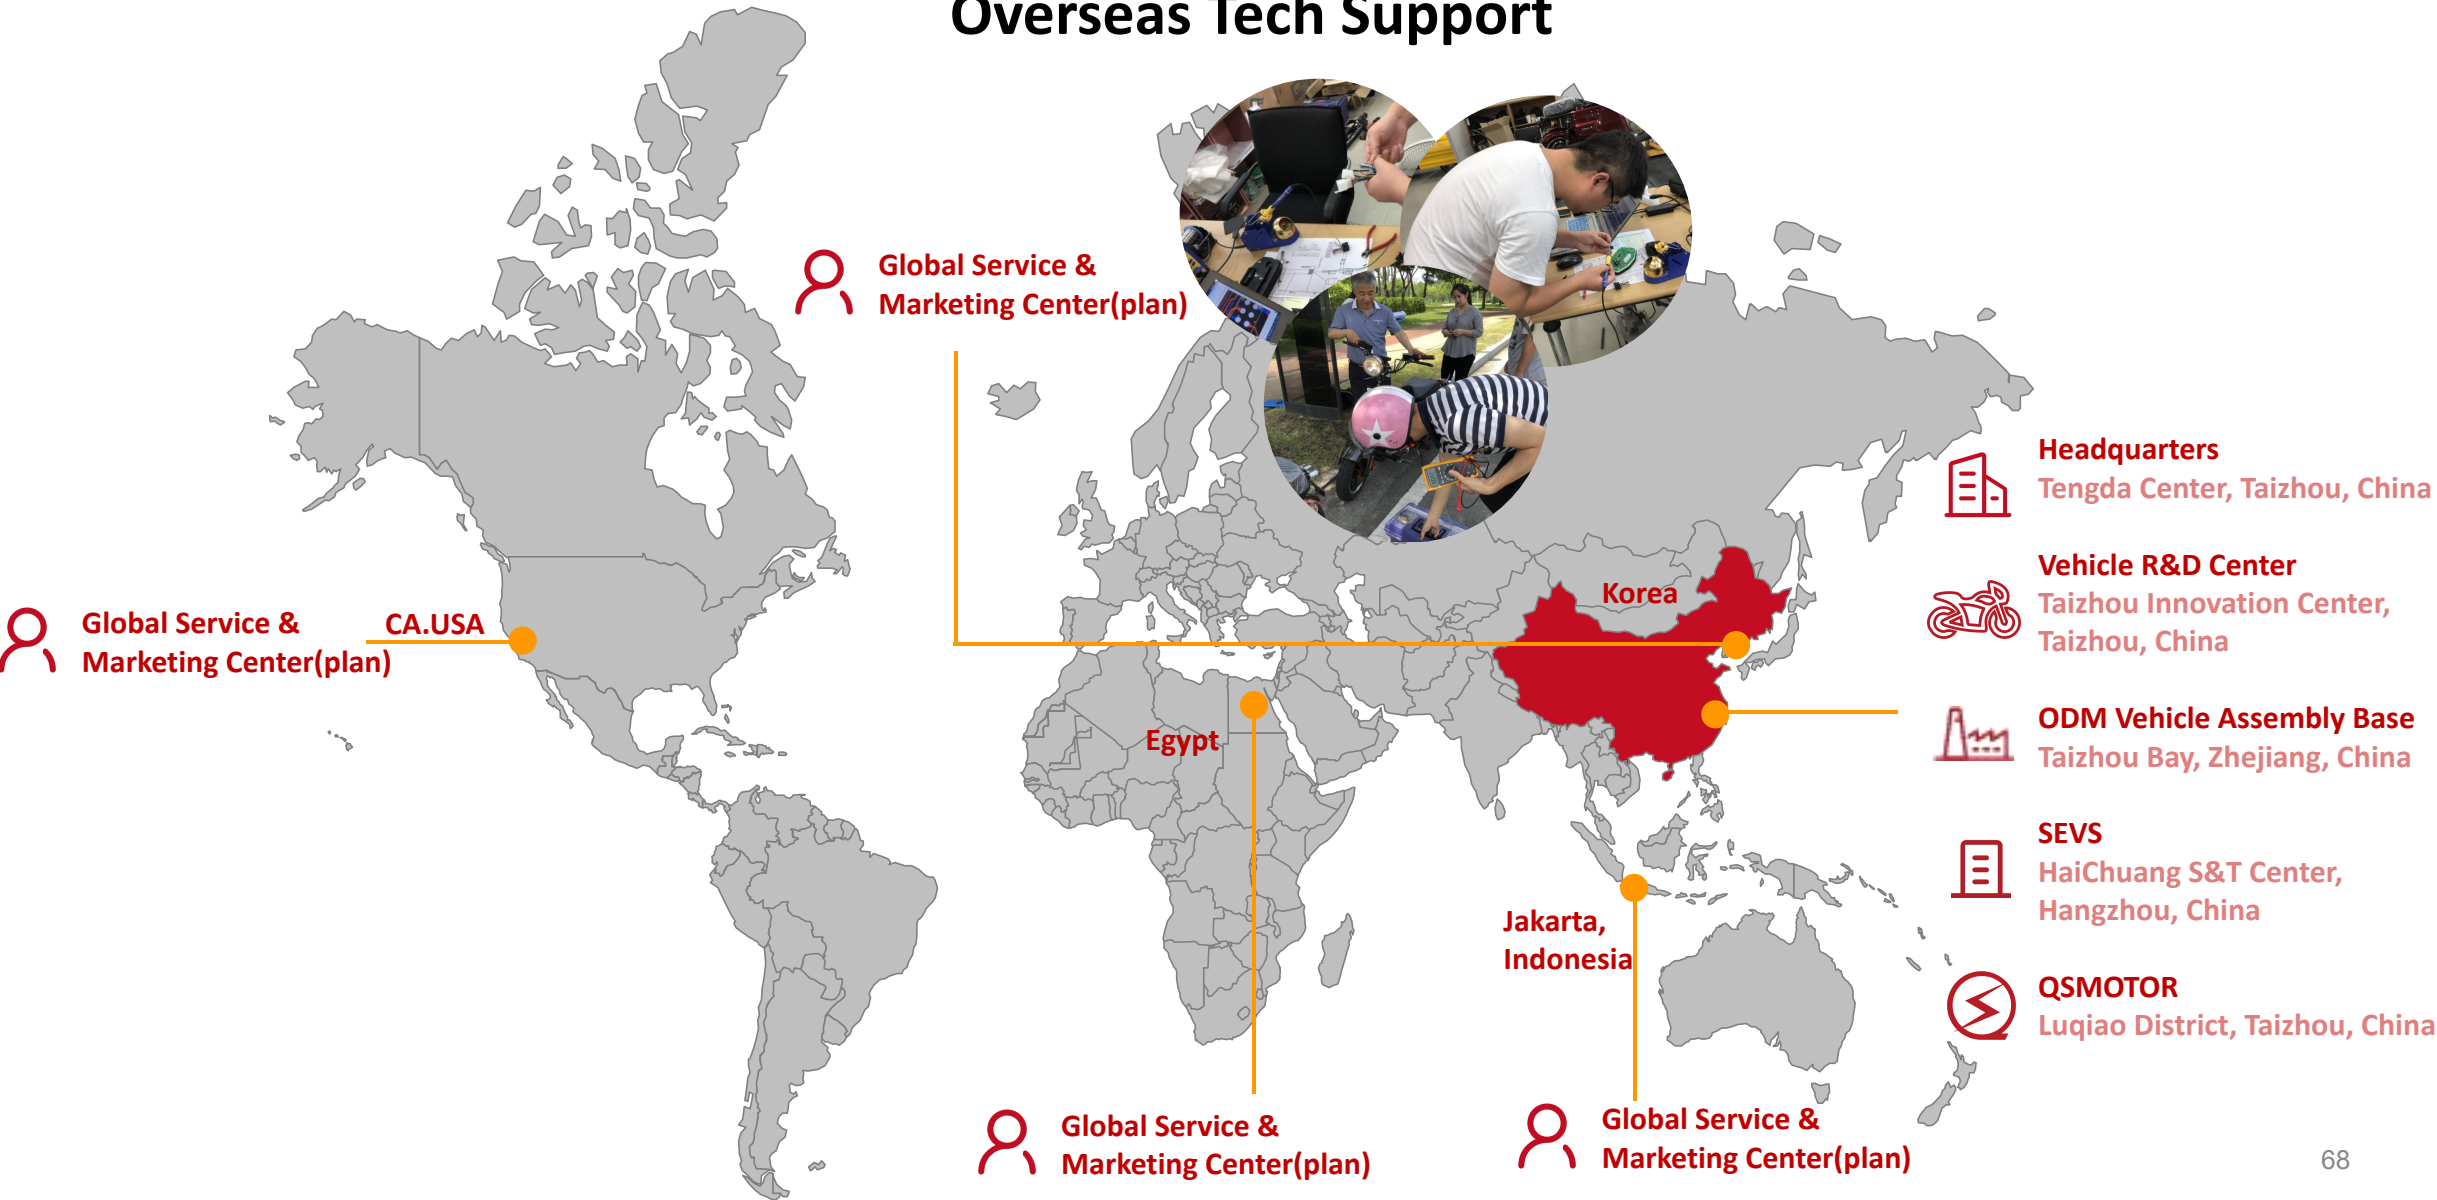 Overseas Tech Support
Global Service &
Marketing Center(plan)
Headquarters
Tengda Center, Taizhou, China
Vehicle R&D Center
Taizhou Innovation Center,
Taizhou, China
Korea
Global Service &
Marketing Center(plan)
CA.USA
Egypt
ODM Vehicle Assembly Base
Taizhou Bay, Zhejiang, China
SEVS
HaiChuang S&T Center,
Hangzhou, China
Jakarta,
Indonesia
QSMOTOR
Luqiao District, Taizhou, China
Global Service &
Marketing Center(plan)
Global Service &
Marketing Center(plan)
68